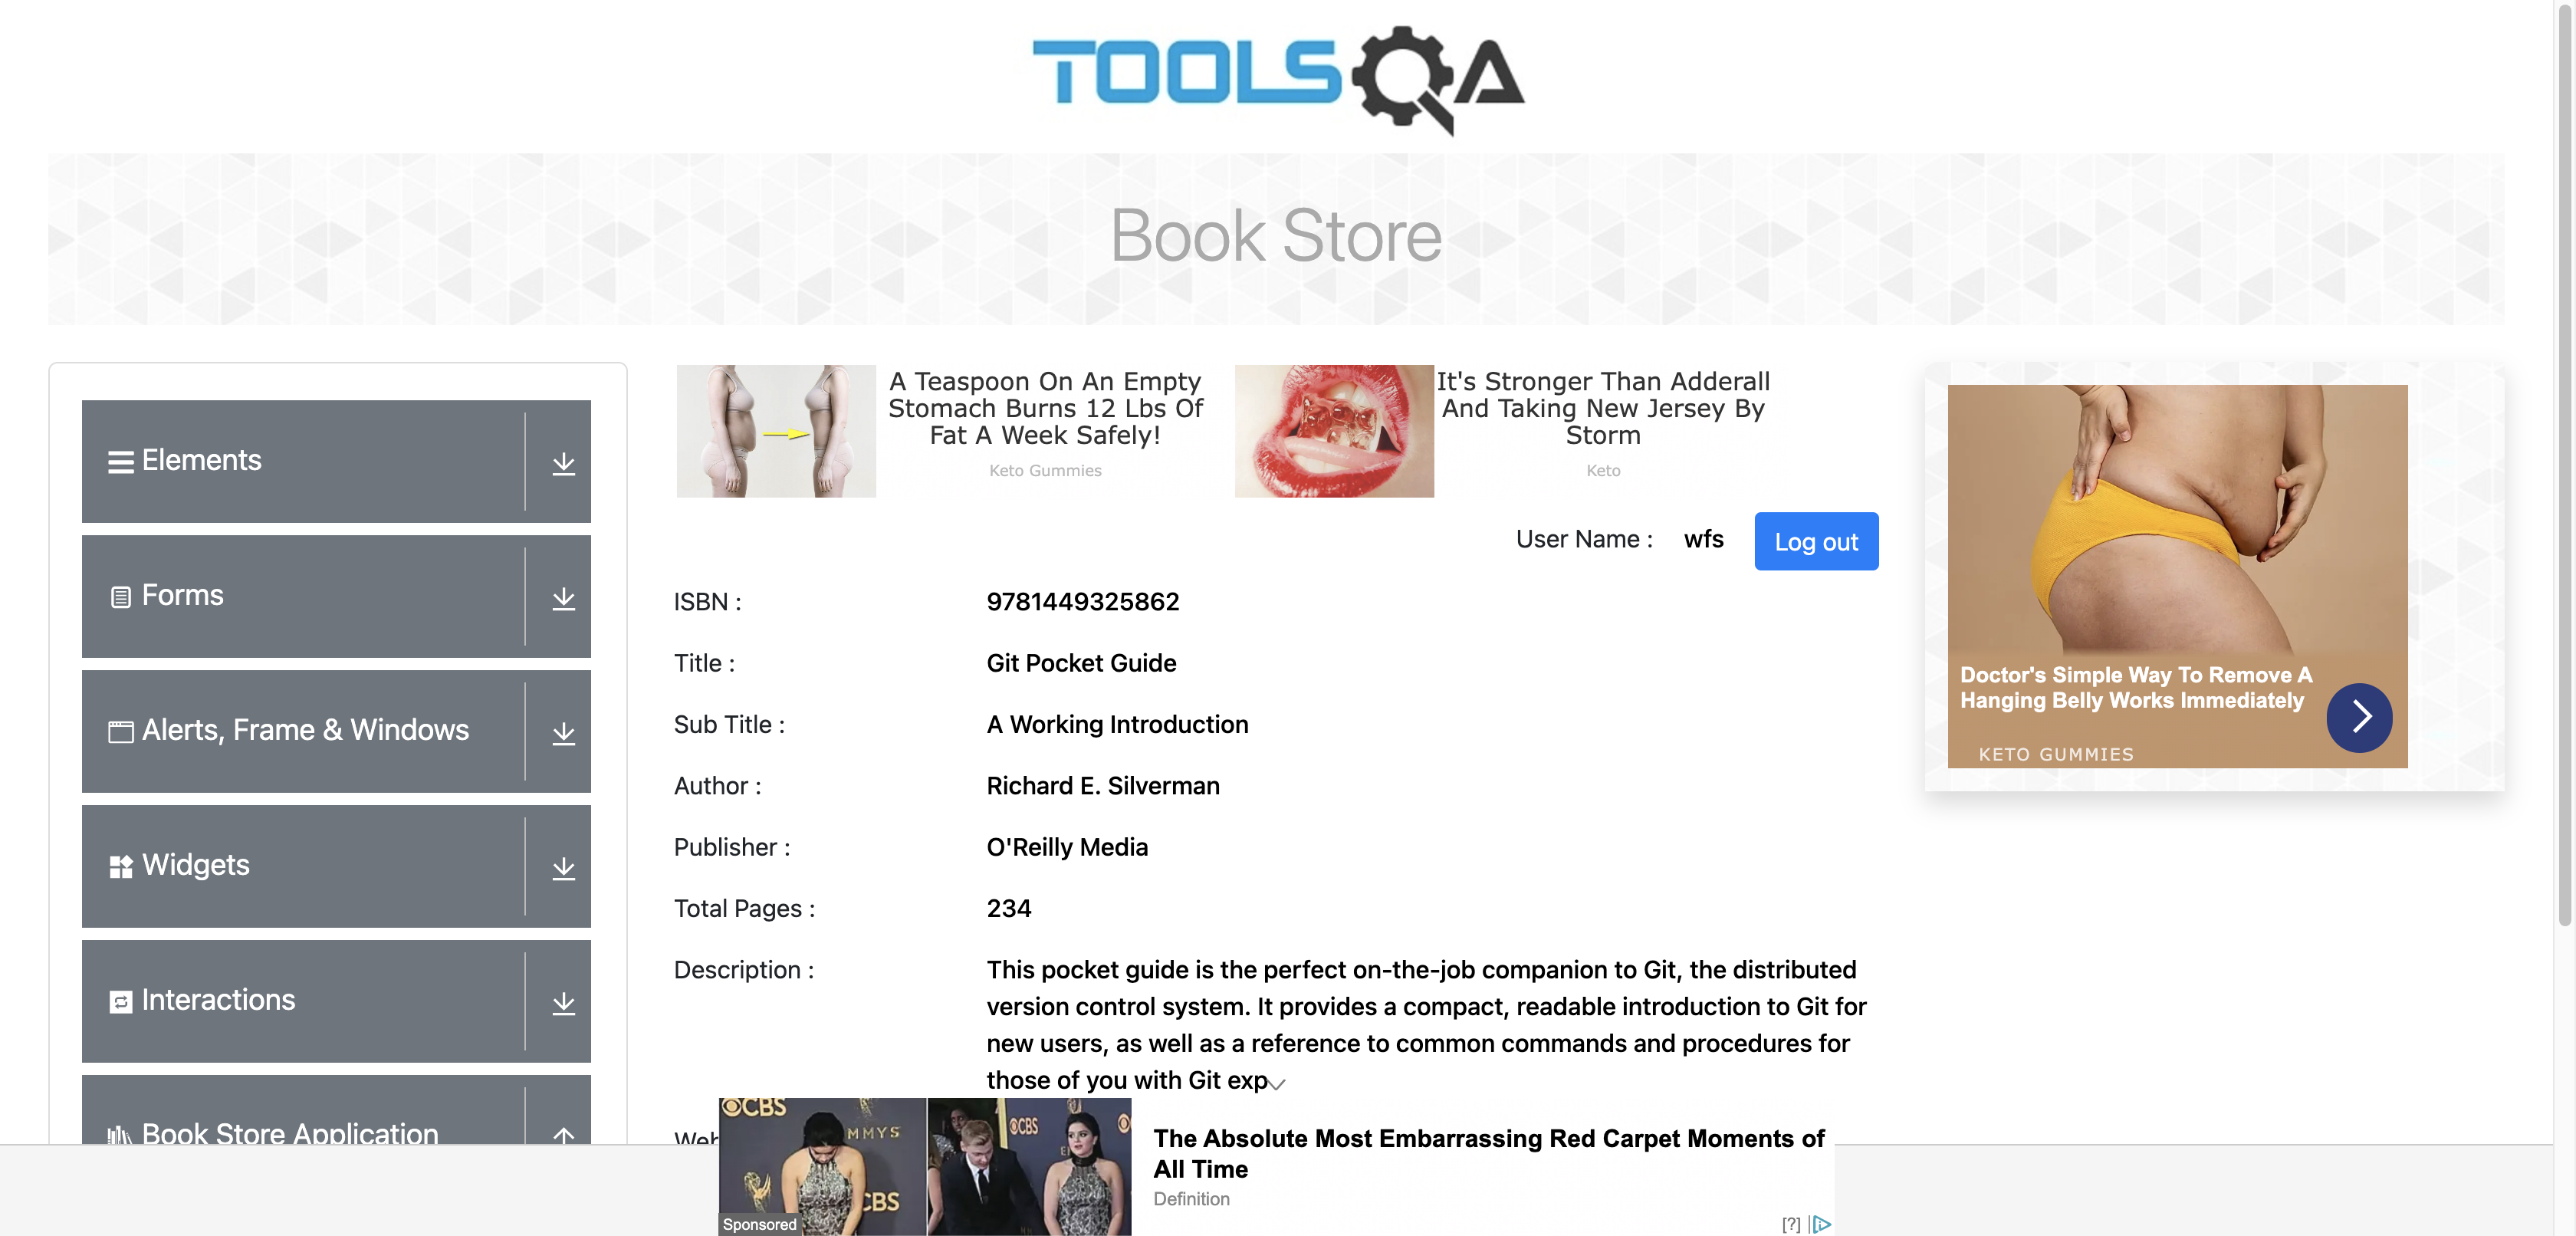 TOOLSQA
Book Store
Elements
Forms
Alerts, Frame & Windows
Widgets
Interactions
Book Store Application
A Teaspoon On An Empty
Stomach Burns 12 Lbs Of
Fat A Week Safely!
Keto Gummies
It's Stronger Than Adderall
And Taking New Jersey By
Storm
Keto
User Name : wfs Log out
ISBN : 9781449325862
Title : Git Pocket Guide
Sub Title : A Working Introduction
Author : Richard E. Silverman
Publisher : O'Reilly Media
Total Pages : 234
Description : This pocket guide is the perfect on-the-job companion to Git, the distributed
version control system. It provides a compact, readable introduction to Git for
new users, as well as a reference to common commands and procedures for
those of you with Git exp
Doctor's Simple Way To Remove A
Hanging Belly Works Immediately
KETO GUMMIES
CBS
MMYS
CBS
CBS
Sponsored
The Absolute Most Embarrassing Red Carpet Moments of
All Time
Definition
[?]